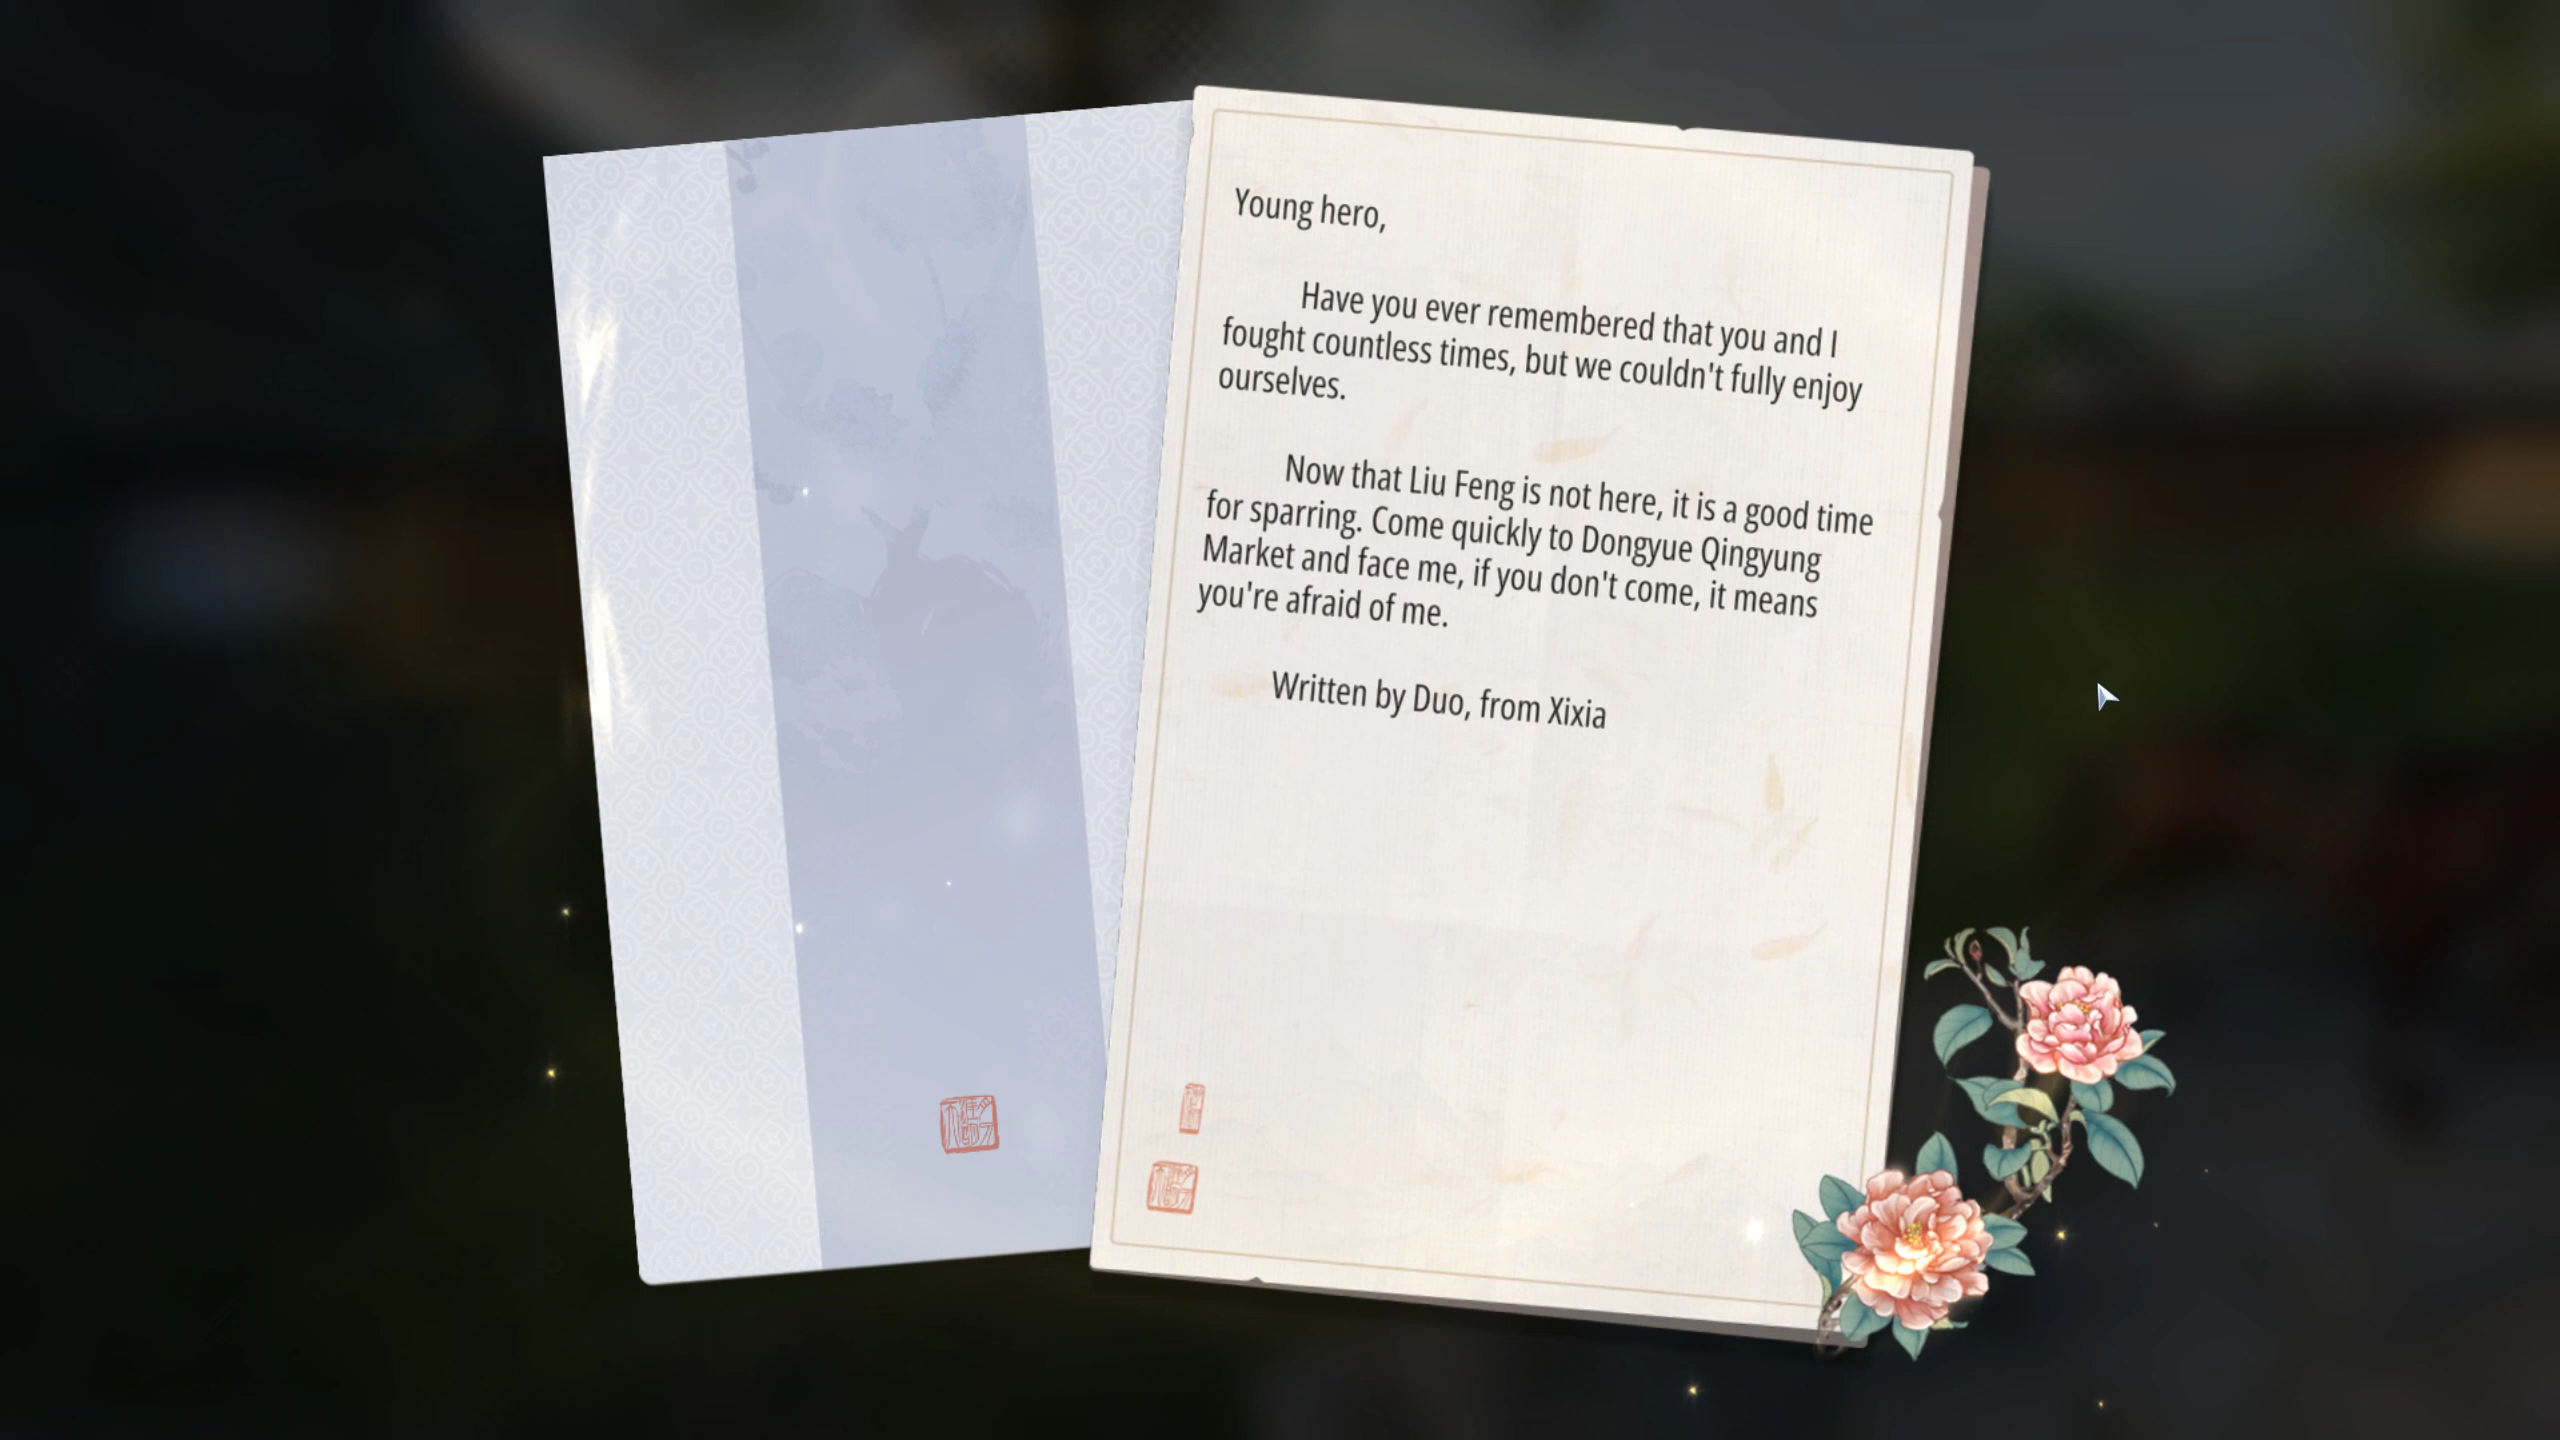 Young hero,
Have you ever remembered that you and I
fought countless times, but we couldn't fully enjoy
ourselves.
Now that Liu Feng is not here, it is a good time
for sparring. Come quickly to Dongyue Qingyung
Market and face me, if you don't come, it means
you're afraid of me.
Written by Duo, from Xixia